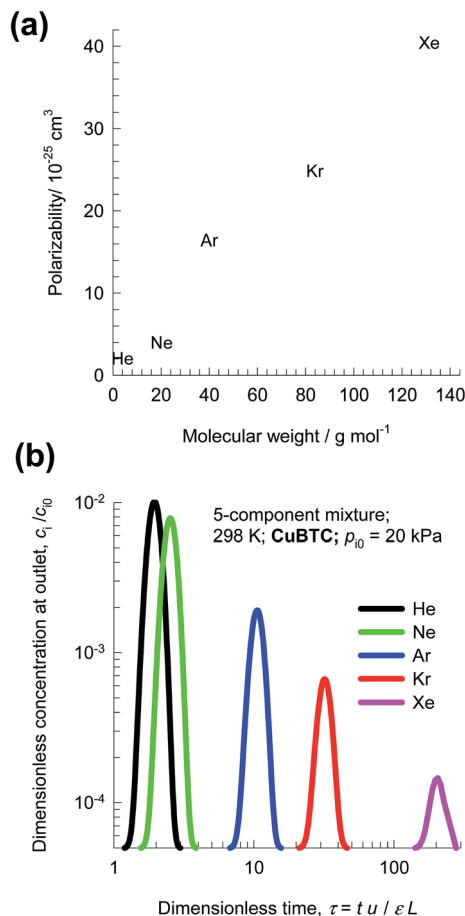 (a)
Polarizability/ 10⁻²⁵ cm³
40
30
20
10
0
Xe
Kr
Ar
Ne
He
0 20 40 60 80 100 120 140
Molecular weight / g mol⁻¹
(b)
Dimensionless concentration at outlet, cᵢ /cᵢ₀
10⁻²
10⁻³
10⁻⁴
5-component mixture;
298 K; CuBTC; pᵢ₀ = 20 kPa
He
Ne
Ar
Kr
Xe
1 10 100
Dimensionless time, τ = t u / ε L